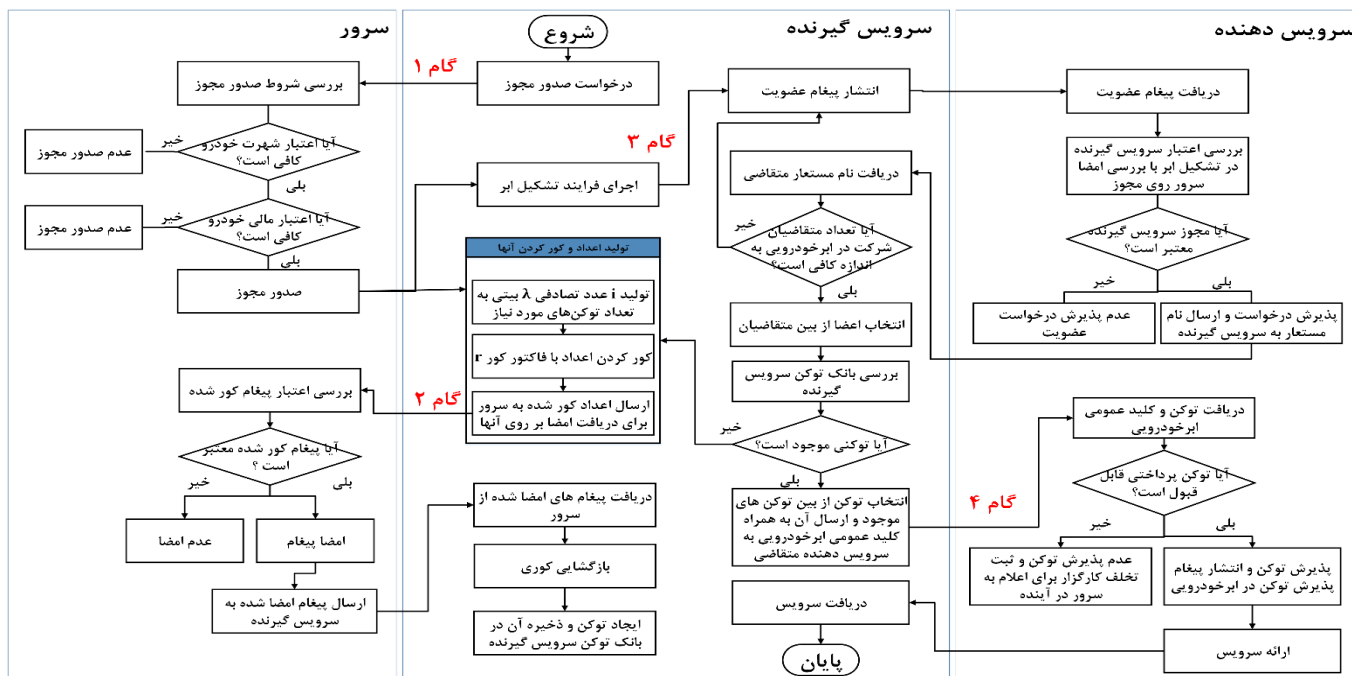 سرویس دهنده
دریافت پیغام عضویت
بررسی اعتبار سرویس گیرنده
در تشکیل ابر با بررسی امضا
سرور روی مجوز
آیا مجوز سرویس گیرنده
معتبر است؟
خیر
بلی
عدم پذیرش درخواست
عضویت
پذیرش درخواست و ارسال نام
مستعار به سرویس گیرنده
دریافت توکن و کلید عمومی
ابرخودرویی
آیا توکن پرداختی قابل
قبول است؟
خیر
بلی
عدم پذیرش توکن و ثبت
تخلف کارگزار برای اعلام به
سرور در آینده
پذیرش توکن و انتشار پیغام
پذیرش توکن در ابرخودرویی
ارائه سرویس
سرویس گیرنده
شروع
درخواست صدور مجوز
گام ۱
انتشار پیغام عضویت
گام ۳
اجرای فرایند تشکیل ابر
دریافت نام مستعار متقاضی
خیر
آیا تعداد متقاضیان
شرکت در ابرخودرویی به
اندازه کافی است؟
بلی
انتخاب اعضا از بین متقاضیان
بررسی بانک توکن سرویس
گیرنده
خیر
آیا توکنی موجود است؟
بلی
انتخاب توکن از بین توکن های
موجود و ارسال آن به همراه
کلید عمومی ابرخودرویی به
سرویس دهنده متقاضی
گام ۴
دریافت سرویس
پایان
تولید اعداد و کور کردن آنها
تولید i عدد تصادفی λ بیتی به
تعداد توکن‌های مورد نیاز
کور کردن اعداد با فاکتور کور r
ارسال اعداد کور شده به سرور
برای دریافت امضا بر روی آنها
گام ۲
دریافت پیغام های امضا شده از
سرور
بازگشایی کوری
ایجاد توکن و ذخیره آن در
بانک توکن سرویس گیرنده
سرور
بررسی شروط صدور مجوز
آیا اعتبار شهرت خودرو
کافی است؟
خیر
عدم صدور مجوز
بلی
آیا اعتبار مالی خودرو
کافی است؟
خیر
عدم صدور مجوز
بلی
صدور مجوز
بررسی اعتبار پیغام کور شده
آیا پیغام کور شده معتبر
است ؟
خیر
بلی
عدم امضا
امضا پیغام
ارسال پیغام امضا شده به
سرویس گیرنده